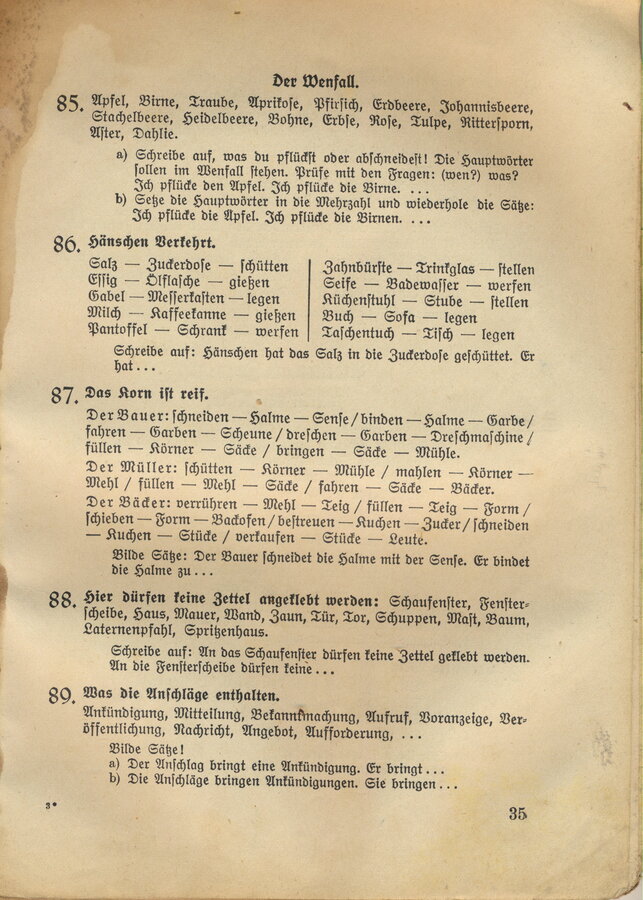 Der Wenfall.
85. Apfel, Birne, Traube, Aprikose, Pfirsich, Erdbeere, Johannisbeere,
Stachelbeere, Heidelbeere, Bohne, Erbse, Rose, Tulpe, Rittersporn,
Aster, Dahlie.
a) Schreibe auf, was du pflückst oder abschneidest! Die Hauptwörter
sollen im Wenfall stehen. Prüfe mit den Fragen: (wen?) was?
Ich pflücke den Apfel. Ich pflücke die Birne. ...
b) Setze die Hauptwörter in die Mehrzahl und wiederhole die Sätze:
Ich pflücke die Äpfel. Ich pflücke die Birnen. ...
86. Hänschen Verkehrt.
Salz — Zuckerdose — schütten
Essig — Ölflasche — gießen
Gabel — Messerkasten — legen
Milch — Kaffeekanne — gießen
Pantoffel — Schrank — werfen
Zahnbürste — Trinkglas — stellen
Seife — Badewasser — werfen
Küchenstuhl — Stube — stellen
Buch — Sofa — legen
Taschentuch — Tisch — legen
Schreibe auf: Hänschen hat das Salz in die Zuckerdose geschüttet. Er
hat ...
87. Das Korn ist reif.
Der Bauer: schneiden — Halme — Sense / binden — Halme — Garbe /
fahren — Garben — Scheune / dreschen — Garben — Dreschmaschine /
füllen — Körner — Säcke / bringen — Säcke — Mühle.
Der Müller: schütten — Körner — Mühle / mahlen — Körner —
Mehl / füllen — Mehl — Säcke / fahren — Säcke — Bäcker.
Der Bäcker: verrühren — Mehl — Teig / füllen — Teig — Form /
schieben — Form — Backofen / bestreuen — Kuchen — Zucker / schneiden
— Kuchen — Stücke / verkaufen — Stücke — Leute.
Bilde Sätze: Der Bauer schneidet die Halme mit der Sense. Er bindet
die Halme zu ...
88. Hier dürfen keine Zettel angeklebt werden: Schaufenster, Fenster-
scheibe, Haus, Mauer, Wand, Zaun, Tür, Tor, Schuppen, Mast, Baum,
Laternenpfahl, Spritzenhaus.
Schreibe auf: An das Schaufenster dürfen keine Zettel geklebt werden.
An die Fensterscheibe dürfen keine ...
89. Was die Anschläge enthalten.
Ankündigung, Mitteilung, Bekanntmachung, Aufruf, Voranzeige, Ver-
öffentlichung, Nachricht, Angebot, Aufforderung, ...
Bilde Sätze!
a) Der Anschlag bringt eine Ankündigung. Er bringt ...
b) Die Anschläge bringen Ankündigungen. Sie bringen ...
3*
35